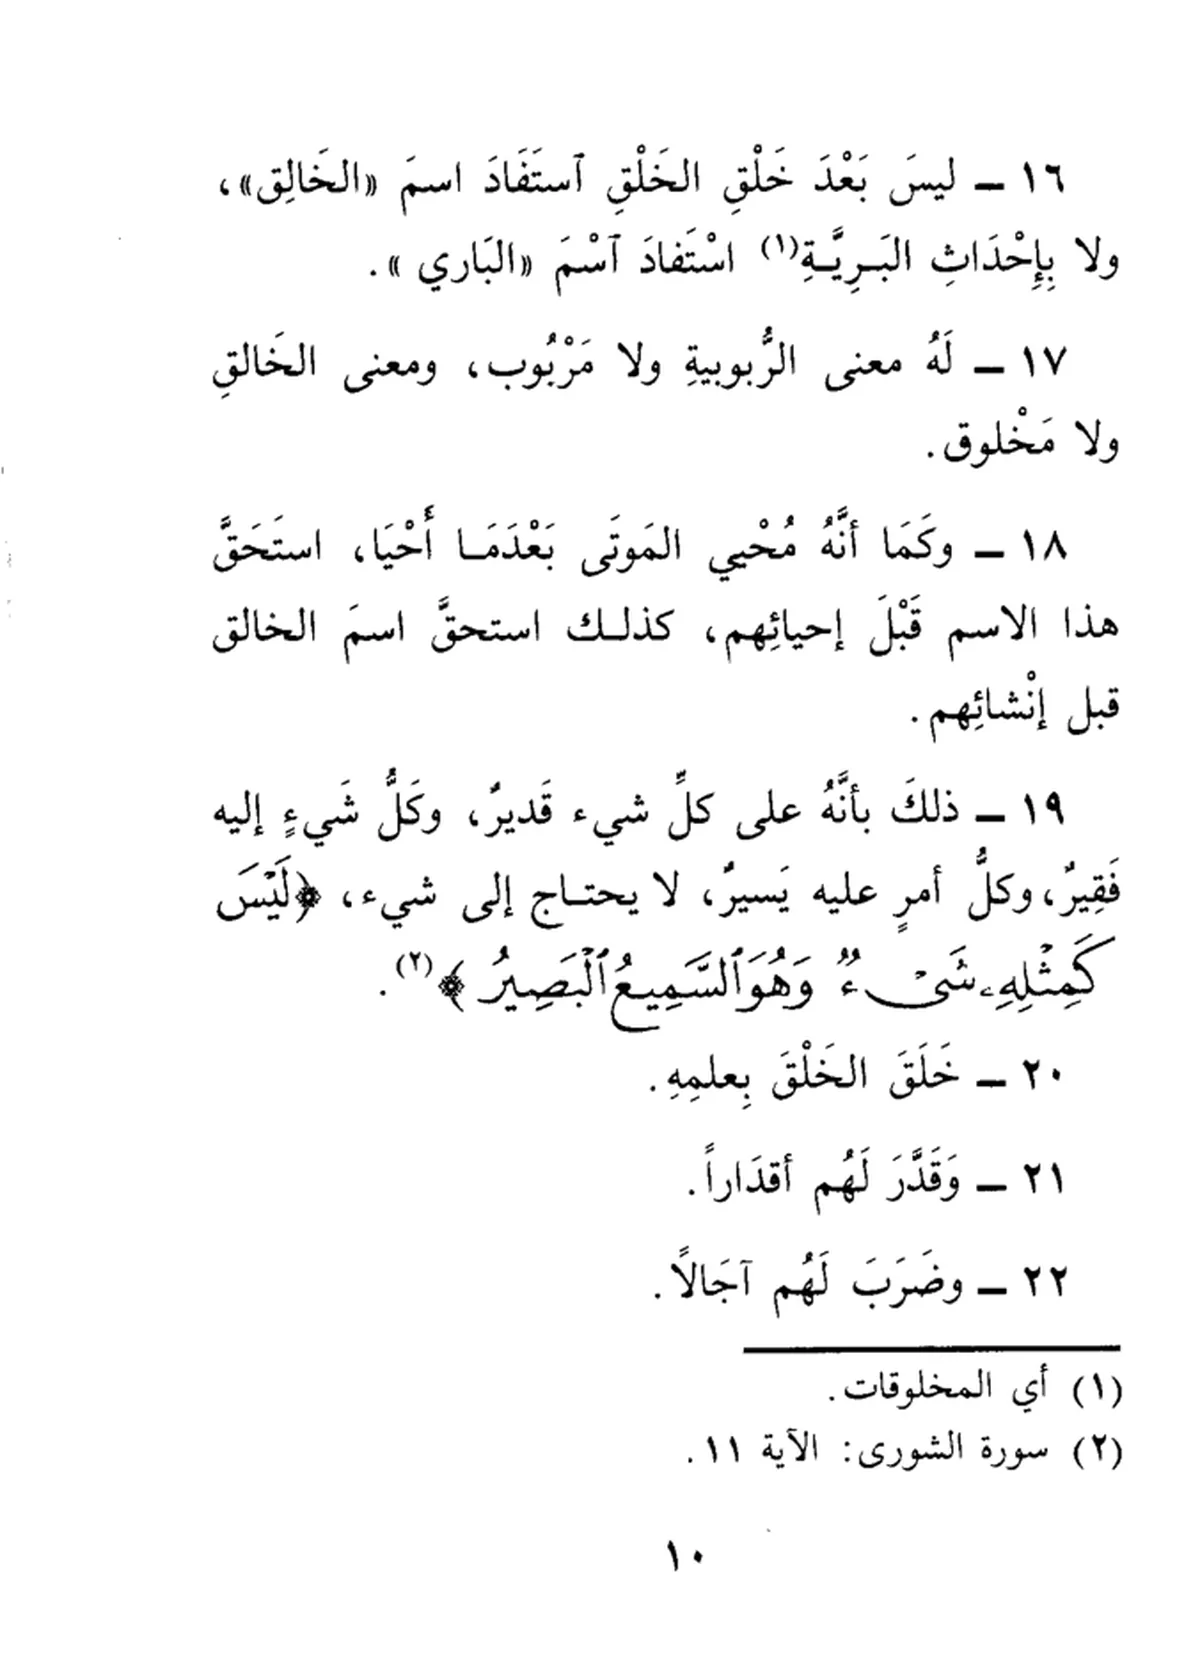 ١٦ ــ ليسَ بَعْدَ خَلْقِ الخَلْقِ ٱستَفَادَ اسمَ «الخَالِق»،
ولا بِإِحْدَاثِ البَرِيَّةِ(١) اسْتَفادَ ٱسْمَ «البَاري».
١٧ ــ لَهُ معنى الرُّبوبيةِ ولا مَرْبُوب، ومعنى الخَالقِ
ولا مَخْلوق.
١٨ ــ وكَمَا أنَّهُ مُحْيي المَوتَى بَعْدَمَا أَحْيَا، استَحَقَّ
هذا الاسم قَبْلَ إحيائِهم، كذلك استحقَّ اسمَ الخالق
قبل إنْشائِهم.
١٩ ــ ذلكَ بأنَّهُ على كلِّ شيء قَديرٌ، وكَلُّ شَيءٍ إليه
فَقِيرٌ، وكلُّ أمرٍ عليه يَسيرٌ، لا يحتاج إلى شيء، ﴿لَيْسَ
كَمِثْلِهِۦ شَىْءٌ وَهُوَ ٱلسَّمِيعُ ٱلْبَصِيرُ﴾(٢).
٢٠ ــ خَلَقَ الخَلْقَ بِعلمِهِ.
٢١ ــ وَقَدَّرَ لَهُم أقدَاراً.
٢٢ ــ وضَرَبَ لَهُم آجَالاً.
(١) أي المخلوقات.
(٢) سورة الشورى: الآية ١١.
١٠